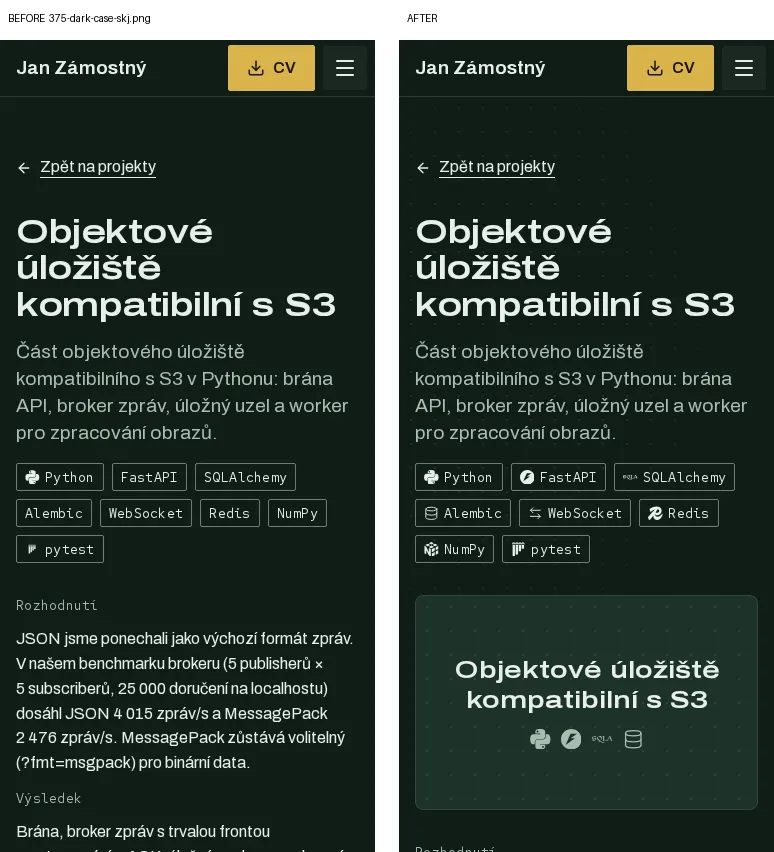 BEFORE 375-dark-case-skj.png
Jan Zámostný
CV
Zpět na projekty
Objektové
úložiště
kompatibilní s S3
Část objektového úložiště
kompatibilního s S3 v Pythonu: brána
API, broker zpráv, úložný uzel a worker
pro zpracování obrazů.
Python
FastAPI
SQLAlchemy
Alembic
WebSocket
Redis
NumPy
pytest
Rozhodnutí
JSON jsme ponechali jako výchozí formát zpráv.
V našem benchmarku brokeru (5 publisherů ×
5 subscriberů, 25 000 doručení na localhostu)
dosáhl JSON 4 015 zpráv/s a MessagePack
2 476 zpráv/s. MessagePack zůstává volitelný
(?fmt=msgpack) pro binární data.
Výsledek
Brána, broker zpráv s trvalou frontou
AFTER
Jan Zámostný
CV
Zpět na projekty
Objektové
úložiště
kompatibilní s S3
Část objektového úložiště
kompatibilního s S3 v Pythonu: brána
API, broker zpráv, úložný uzel a worker
pro zpracování obrazů.
Python
FastAPI
SQLA
SQLAlchemy
Alembic
WebSocket
Redis
NumPy
pytest
Objektové úložiště
kompatibilní s S3
SQLA